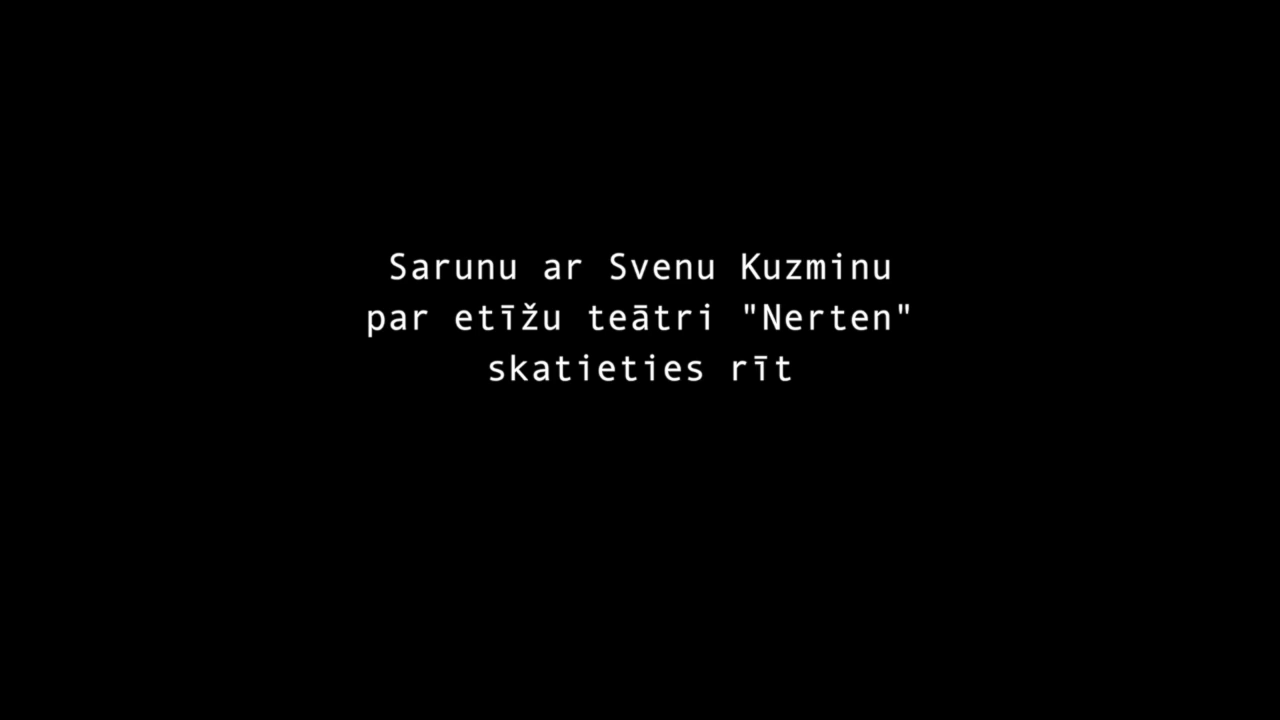 Sarunu ar Svenu Kuzminu
par etīžu teātri "Nerten"
skatieties rīt